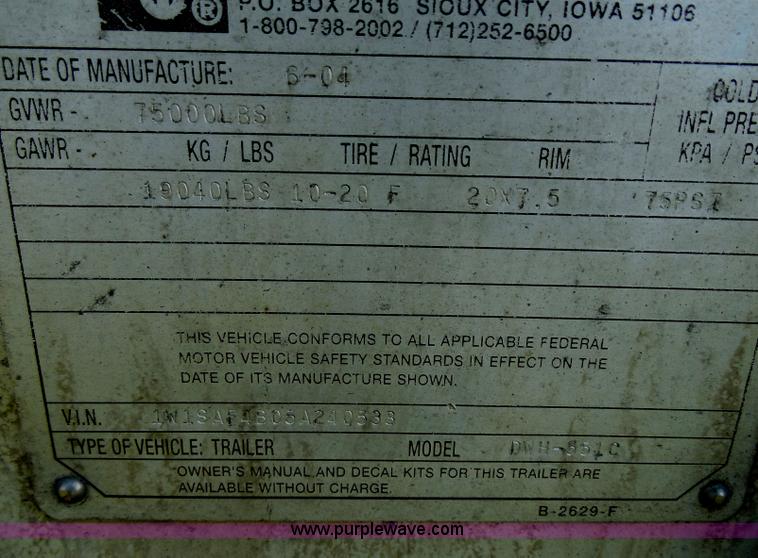 P.O. BOX 2616 SIOUX CITY, IOWA 51106
1-800-798-2002 / (712)252-6500
DATE OF MANUFACTURE: 6-04
COLD
GVWR - 75000LBS
INFL PRE
GAWR - KG / LBS TIRE / RATING RIM KPA / PS
19040LBS 10-20 F 20X7.5 75PSI
THIS VEHICLE CONFORMS TO ALL APPLICABLE FEDERAL
MOTOR VEHICLE SAFETY STANDARDS IN EFFECT ON THE
DATE OF ITS MANUFACTURE SHOWN.
V.I.N.
TYPE OF VEHICLE: TRAILER MODEL DWH-551C
OWNER'S MANUAL AND DECAL KITS FOR THIS TRAILER ARE
AVAILABLE WITHOUT CHARGE.
B-2629-F
www.purplewave.com